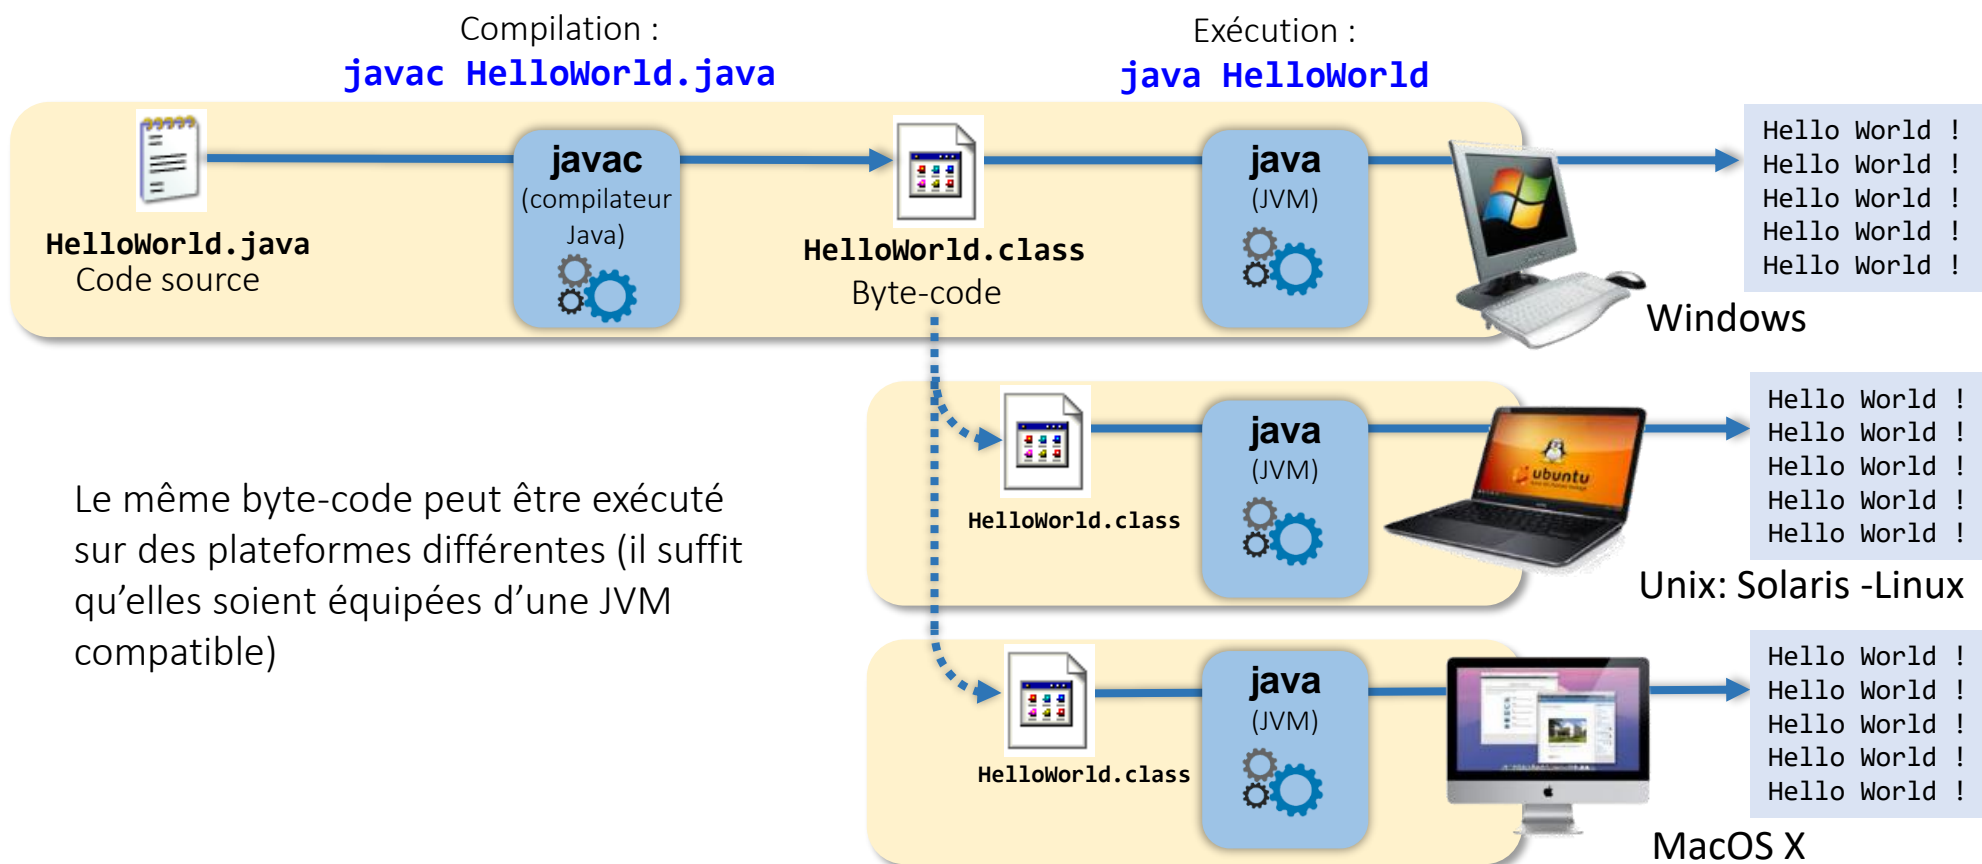 Compilation :
javac HelloWorld.java
Exécution :
java HelloWorld
javac
(compilateur
Java)
java
(JVM)
HelloWorld.java
Code source
HelloWorld.class
Byte-code
Hello World !
Hello World !
Hello World !
Hello World !
Hello World !
Windows
java
(JVM)
HelloWorld.class
ubuntu
Hello World !
Hello World !
Hello World !
Hello World !
Hello World !
Unix: Solaris -Linux
Le même byte-code peut être exécuté
sur des plateformes différentes (il suffit
qu’elles soient équipées d’une JVM
compatible)
java
(JVM)
HelloWorld.class
Hello World !
Hello World !
Hello World !
Hello World !
Hello World !
MacOS X